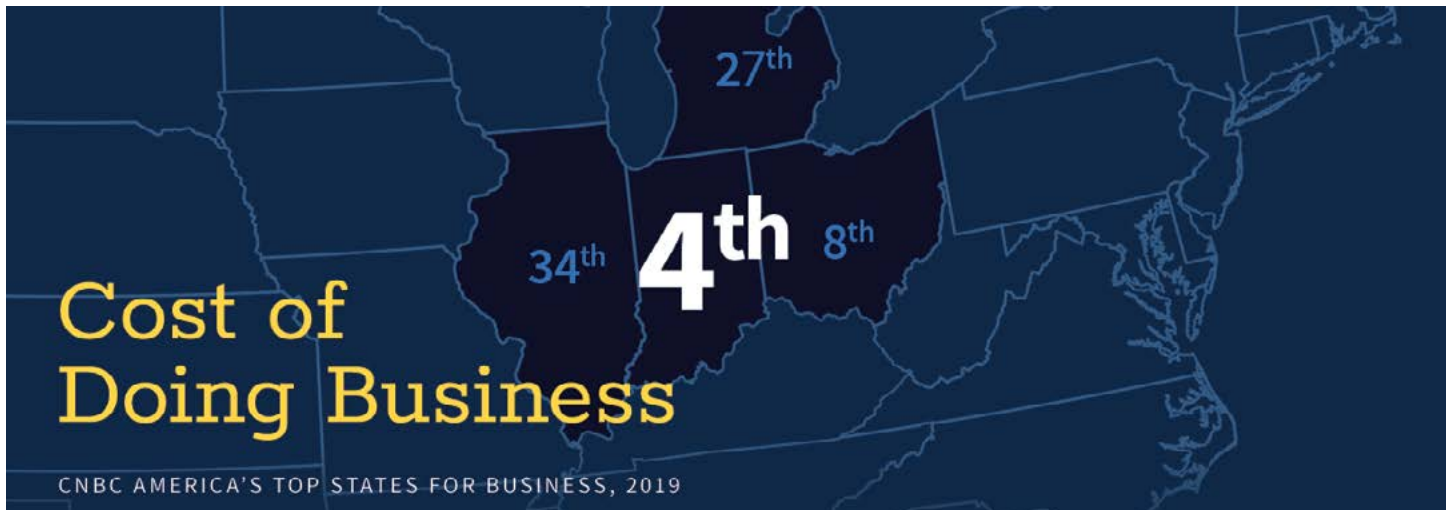 27th
34th
4th
8th
Cost of
Doing Business
CNBC AMERICA'S TOP STATES FOR BUSINESS, 2019